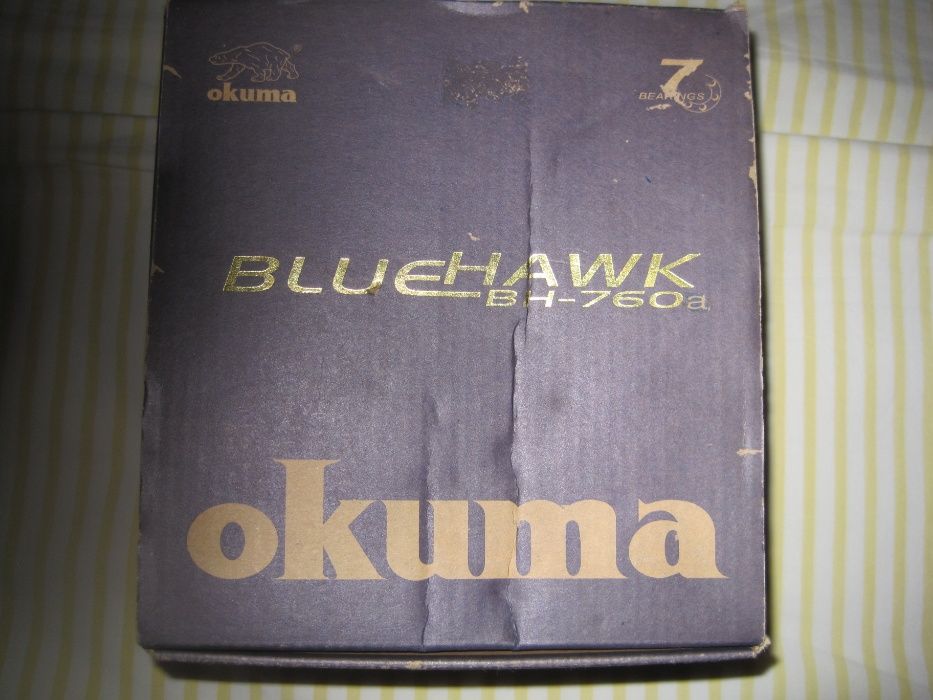 okuma ®
7
BEARINGS
BLUEHAWK
BH-760a
okuma